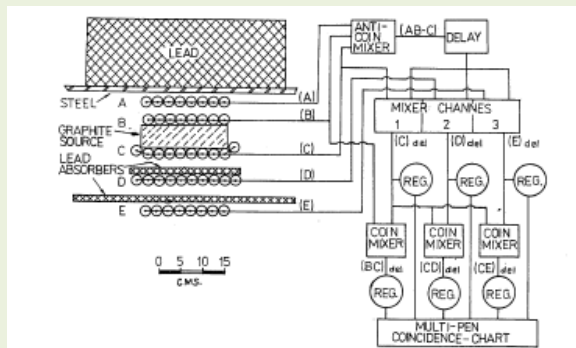 LEAD
STEEL
A
B
GRAPHITE
SOURCE
C
LEAD
ABSORBERS
D
E
(A)
(B)
(C)
(D)
(E)
0 5 10 15
CMS.
ANTI-
COIN
MIXER
(AB-C)
DELAY
MIXER CHANNES
1 2 3
(C) del (D) del (E) del
REG. REG. REG.
COIN MIXER
COIN MIXER
COIN MIXER
(BC) del (CD) del (CE) del
REG. REG. REG.
MULTI-PEN
COINCIDENCE-CHART